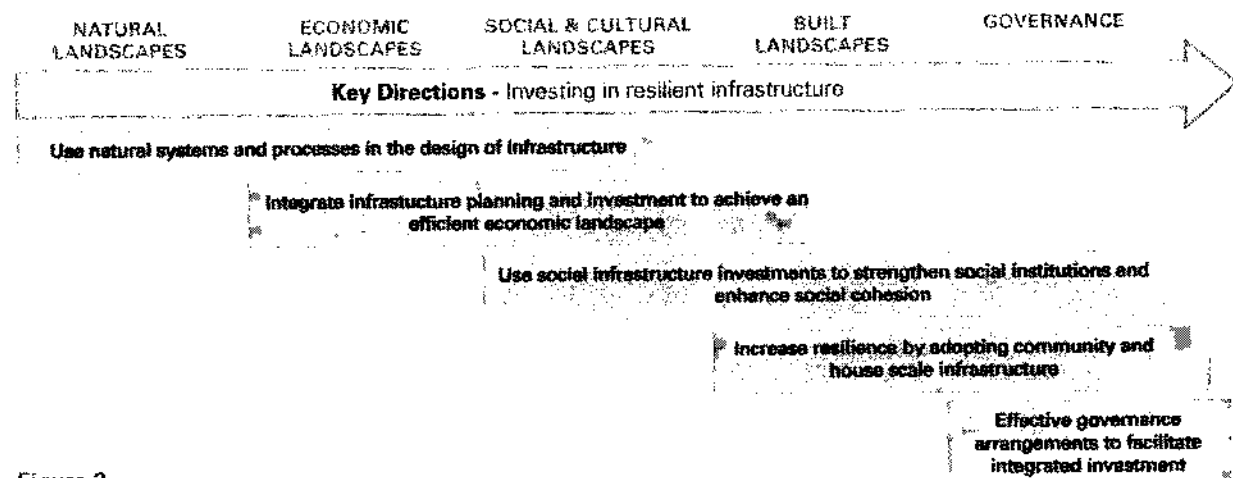 NATURAL LANDSCAPES
ECONOMIC LANDSCAPES
SOCIAL & CULTURAL LANDSCAPES
BUILT LANDSCAPES
GOVERNANCE
Key Directions - Investing in resilient infrastructure
Use natural systems and processes in the design of infrastructure
Integrate infrastucture planning and investment to achieve an
efficient economic landscape
Use social infrastructure investments to strengthen social institutions and
enhance social cohesion
Increase resilience by adopting community and
house scale infrastructure
Effective governance
arrangements to facilitate
integrated investment